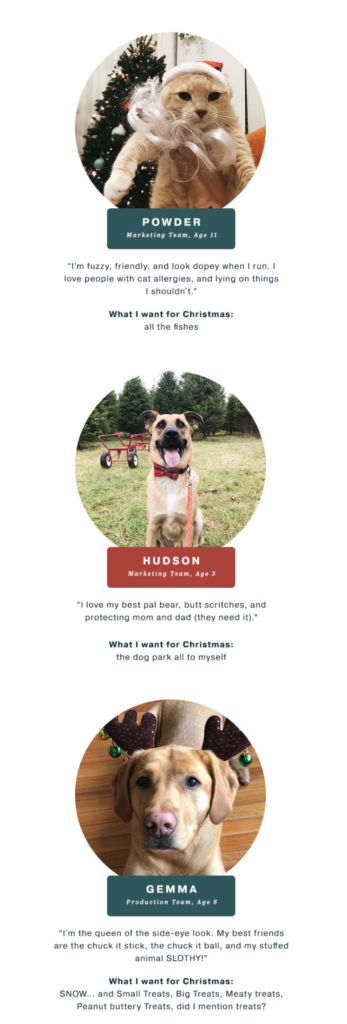 POWDER
Marketing Team, Age 11
"I'm fuzzy, friendly, and look dopey when I run. I
love people with cat allergies, and lying on things
I shouldn't."
What I want for Christmas:
all the fishes
HUDSON
Marketing Team, Age 3
"I love my best pal bear, butt scritches, and
protecting mom and dad (they need it)."
What I want for Christmas:
the dog park all to myself
GEMMA
Production Team, Age 6
"I'm the queen of the side-eye look. My best friends
are the chuck it stick, the chuck it ball, and my stuffed
animal SLOTHY!"
What I want for Christmas:
SNOW... and Small Treats, Big Treats, Meaty treats,
Peanut buttery Treats, did I mention treats?